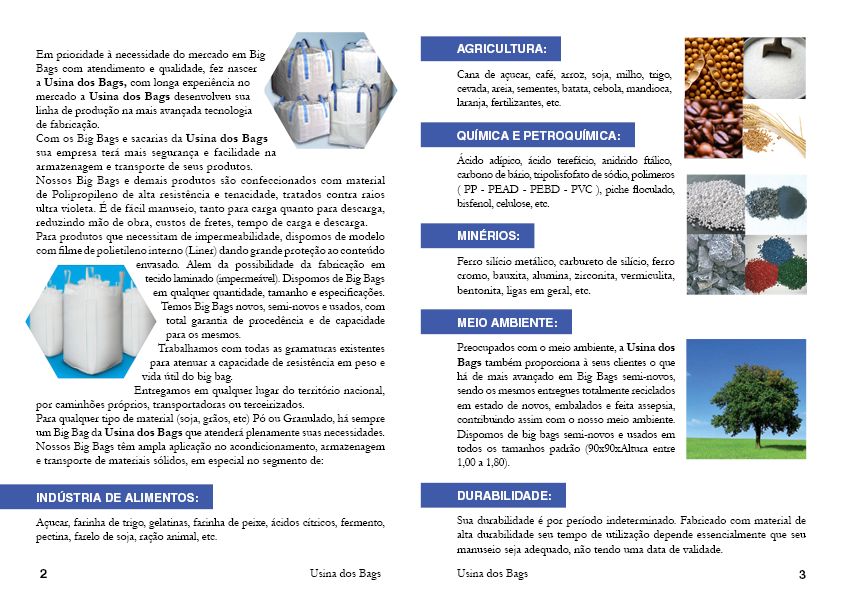 Em prioridade à necessidade do mercado em Big
Bags com atendimento e qualidade, fez nascer
a Usina dos Bags, com longa experiência no
mercado a Usina dos Bags desenvolveu sua
linha de produção na mais avançada tecnologia
de fabricação.
Com os Big Bags e sacarias da Usina dos Bags
sua empresa terá mais segurança e facilidade na
armazenagem e transporte de seus produtos.
Nossos Big Bags e demais produtos são confeccionados com material
de Polipropileno de alta resistência e tenacidade, tratados contra raios
ultra violeta. É de fácil manuseio, tanto para carga quanto para descarga,
reduzindo mão de obra, custos de fretes, tempo de carga e descarga.
Para produtos que necessitam de impermeabilidade, dispomos de modelo
com filme de polietileno interno (Liner) dando grande proteção ao conteúdo
envasado. Alem da possibilidade da fabricação em
tecido laminado (impermeável). Dispomos de Big Bags
em qualquer quantidade, tamanho e especificações.
Temos Big Bags novos, semi-novos e usados, com
total garantia de procedência e de capacidade
para os mesmos.
Trabalhamos com todas as gramaturas existentes
para atenuar a capacidade de resistência em peso e
vida útil do big bag.
Entregamos em qualquer lugar do território nacional,
por caminhões próprios, transportadoras ou terceirizados.
Para qualquer tipo de material (soja, grãos, etc) Pó ou Granulado, há sempre
um Big Bag da Usina dos Bags que atenderá plenamente suas necessidades.
Nossos Big Bags têm ampla aplicação no acondicionamento, armazenagem
e transporte de materiais sólidos, em especial no segmento de:
INDÚSTRIA DE ALIMENTOS:
Açucar, farinha de trigo, gelatinas, farinha de peixe, ácidos cítricos, fermento,
pectina, farelo de soja, ração animal, etc.
2
Usina dos Bags
AGRICULTURA:
Cana de açucar, café, arroz, soja, milho, trigo,
cevada, areia, sementes, batata, cebola, mandioca,
laranja, fertilizantes, etc.
QUÍMICA E PETROQUÍMICA:
Ácido adípico, ácido terefácio, anidrido ftálico,
carbono de bário, tripolisfofato de sódio, polimeros
( PP - PEAD - PEBD - PVC ), piche floculado,
bisfenol, celulose, etc.
MINÉRIOS:
Ferro silício metálico, carbureto de silício, ferro
cromo, bauxita, alumina, zirconita, vermiculita,
bentonita, ligas em geral, etc.
MEIO AMBIENTE:
Preocupados com o meio ambiente, a Usina dos
Bags também proporciona à seus clientes o que
há de mais avançado em Big Bags semi-novos,
sendo os mesmos entregues totalmente reciclados
em estado de novos, embalados e feita assepsia,
contribuindo assim com o nosso meio ambiente.
Dispomos de big bags semi-novos e usados em
todos os tamanhos padrão (90x90xAltura entre
1,00 a 1,80).
DURABILIDADE:
Sua durabilidade é por período indeterminado. Fabricado com material de
alta durabilidade seu tempo de utilização depende essencialmente que seu
manuseio seja adequado, não tendo uma data de validade.
Usina dos Bags
3